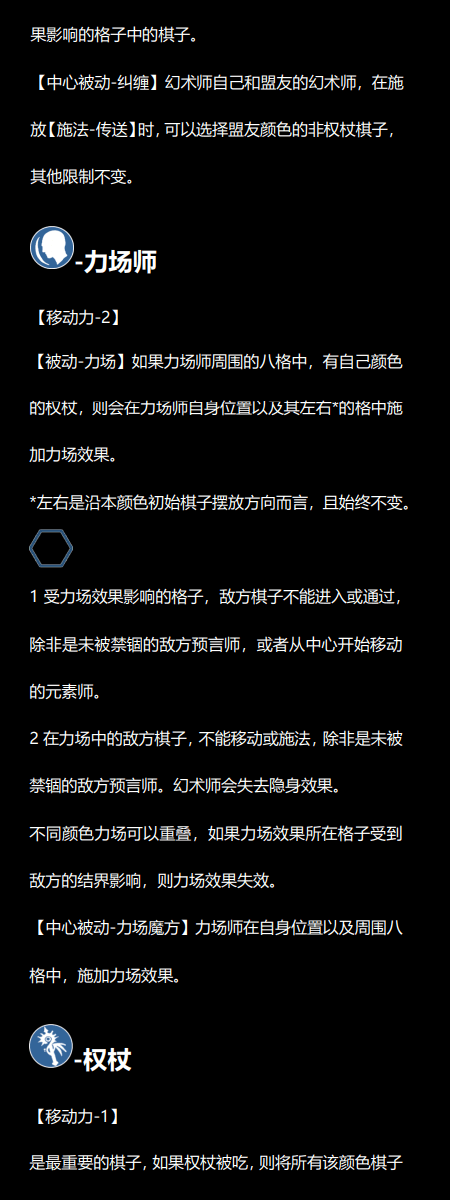 果影响的格子中的棋子。
【中心被动-纠缠】幻术师自己和盟友的幻术师，在施
放【施法-传送】时，可以选择盟友颜色的非权杖棋子，
其他限制不变。
-力场师
【移动力-2】
【被动-力场】如果力场师周围的八格中，有自己颜色
的权杖，则会在力场师自身位置以及其左右*的格中施
加力场效果。
*左右是沿本颜色初始棋子摆放方向而言，且始终不变。
1 受力场效果影响的格子，敌方棋子不能进入或通过，
除非是未被禁锢的敌方预言师，或者从中心开始移动
的元素师。
2 在力场中的敌方棋子，不能移动或施法，除非是未被
禁锢的敌方预言师。幻术师会失去隐身效果。
不同颜色力场可以重叠，如果力场效果所在格子受到
敌方的结界影响，则力场效果失效。
【中心被动-力场魔方】力场师在自身位置以及周围八
格中，施加力场效果。
-权杖
【移动力-1】
是最重要的棋子，如果权杖被吃，则将所有该颜色棋子